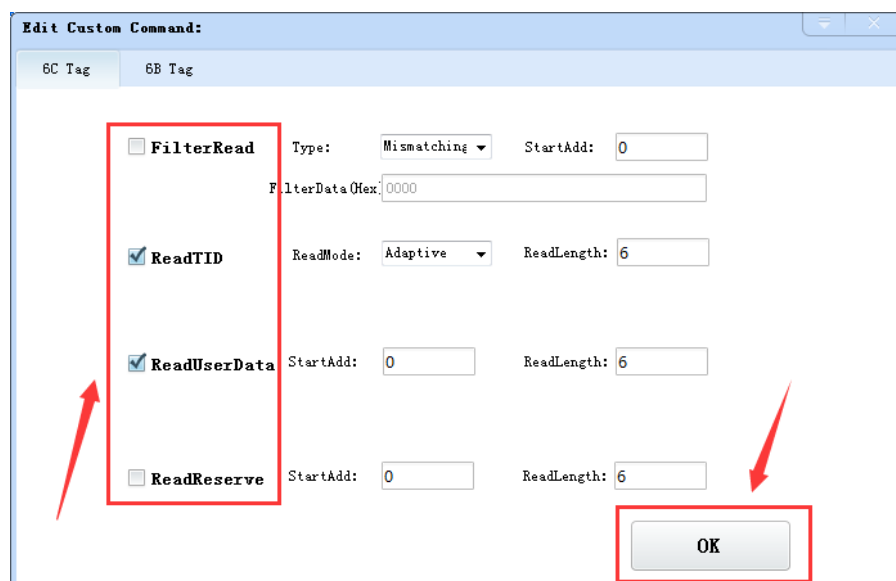 Edit Custom Command:
6C Tag 6B Tag
FilterRead Type: Mismatching StartAdd: 0
FilterData(Hex) 0000
ReadTID ReadMode: Adaptive ReadLength: 6
ReadUserData StartAdd: 0 ReadLength: 6
ReadReserve StartAdd: 0 ReadLength: 6
OK